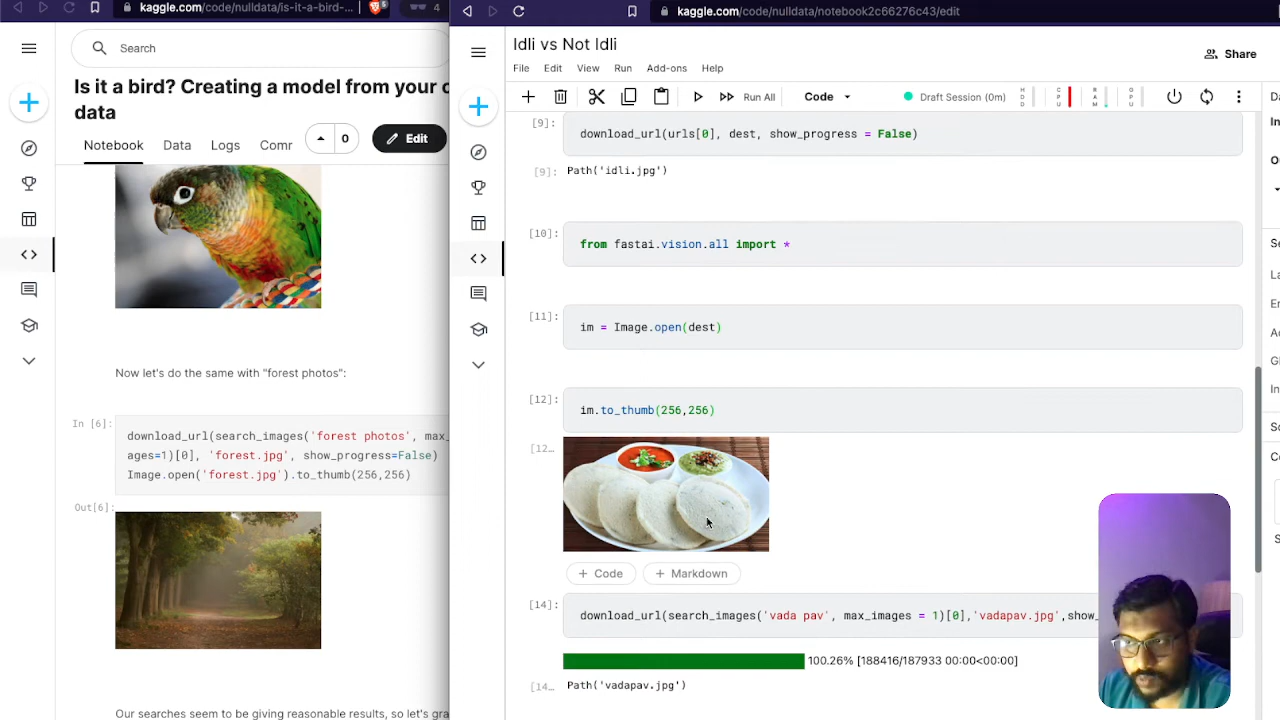 kaggle.com/code/nulldata/is-it-a-bird-...
4
Search
Is it a bird? Creating a model from your o
data
Notebook
Data
Logs
Comr
0
Edit
Now let's do the same with "forest photos":
In [6]:
download_url(search_images('forest photos', max_
ages=1)[0], 'forest.jpg', show_progress=False)
Image.open('forest.jpg').to_thumb(256,256)
Out[6]:
Our searches seem to be giving reasonable results, so let's gra
kaggle.com/code/nulldata/notebook2c66276c43/edit
Idli vs Not Idli
Share
File
Edit
View
Run
Add-ons
Help
Run All
Code
Draft Session (0m)
[9]:
download_url(urls[0], dest, show_progress = False)
[9]:
Path('idli.jpg')
[10]:
from fastai.vision.all import *
[11]:
im = Image.open(dest)
[12]:
im.to_thumb(256,256)
[12...
+ Code
+ Markdown
[14]:
download_url(search_images('vada pav', max_images = 1)[0],'vadapav.jpg',show_
100.26% [188416/187933 00:00<00:00]
[14...
Path('vadapav.jpg')